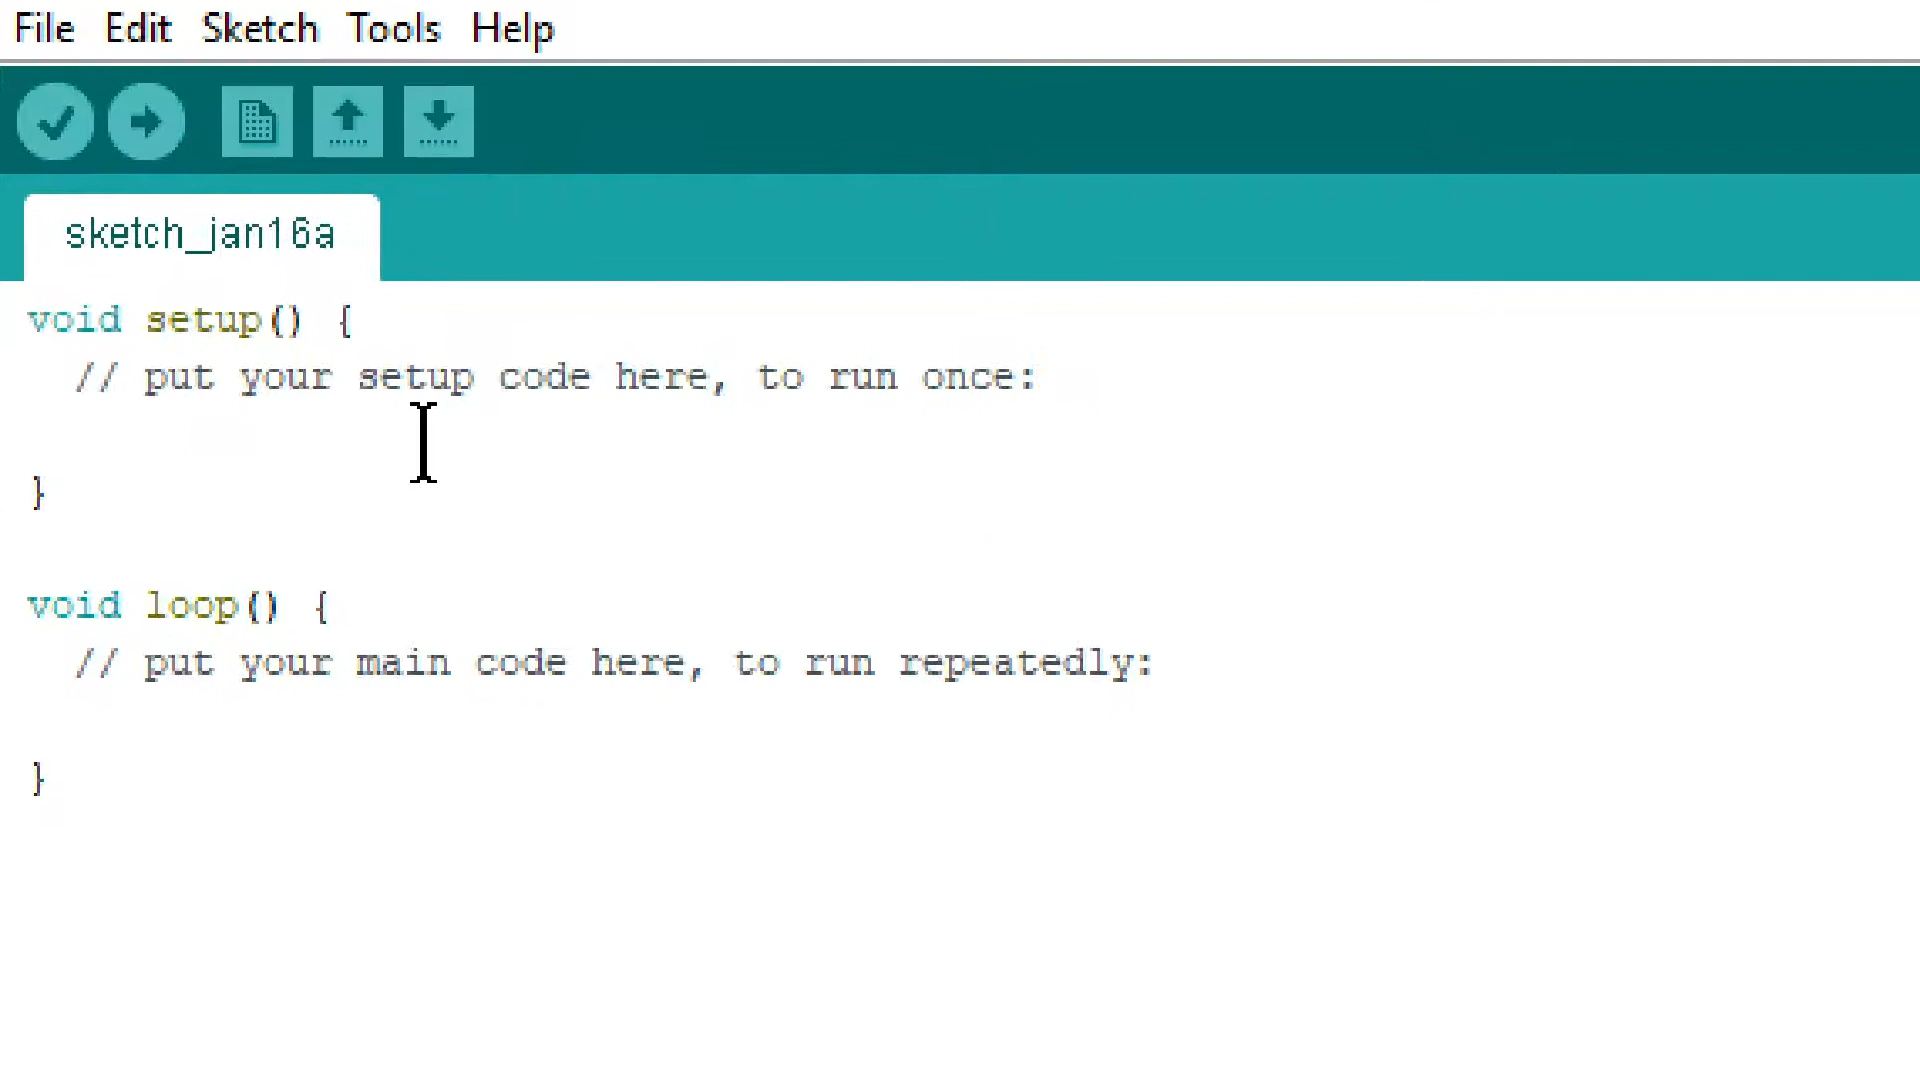 File Edit Sketch Tools Help
sketch_jan16a
void setup() {
  // put your setup code here, to run once:
}
void loop() {
  // put your main code here, to run repeatedly:
}